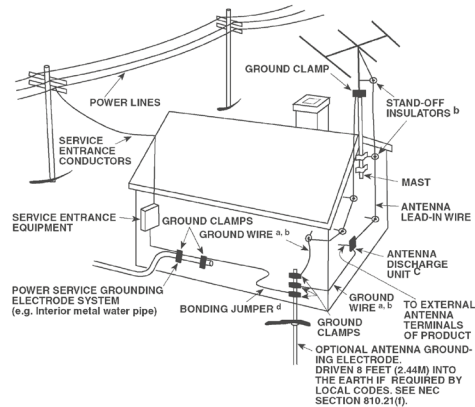 GROUND CLAMP
POWER LINES
STAND-OFF
INSULATORS b
SERVICE
ENTRANCE
CONDUCTORS
MAST
ANTENNA
LEAD-IN WIRE
SERVICE ENTRANCE
EQUIPMENT
GROUND CLAMPS
GROUND WIRE a, b
ANTENNA
DISCHARGE
UNIT C
POWER SERVICE GROUNDING
ELECTRODE SYSTEM
(e.g. Interior metal water pipe)
BONDING JUMPER d
GROUND
WIRE a, b
TO EXTERNAL
ANTENNA
TERMINALS
OF PRODUCT
GROUND
CLAMPS
OPTIONAL ANTENNA GROUND-
ING ELECTRODE.
DRIVEN 8 FEET (2.44M) INTO
THE EARTH IF REQUIRED BY
LOCAL CODES. SEE NEC
SECTION 810.21(f).